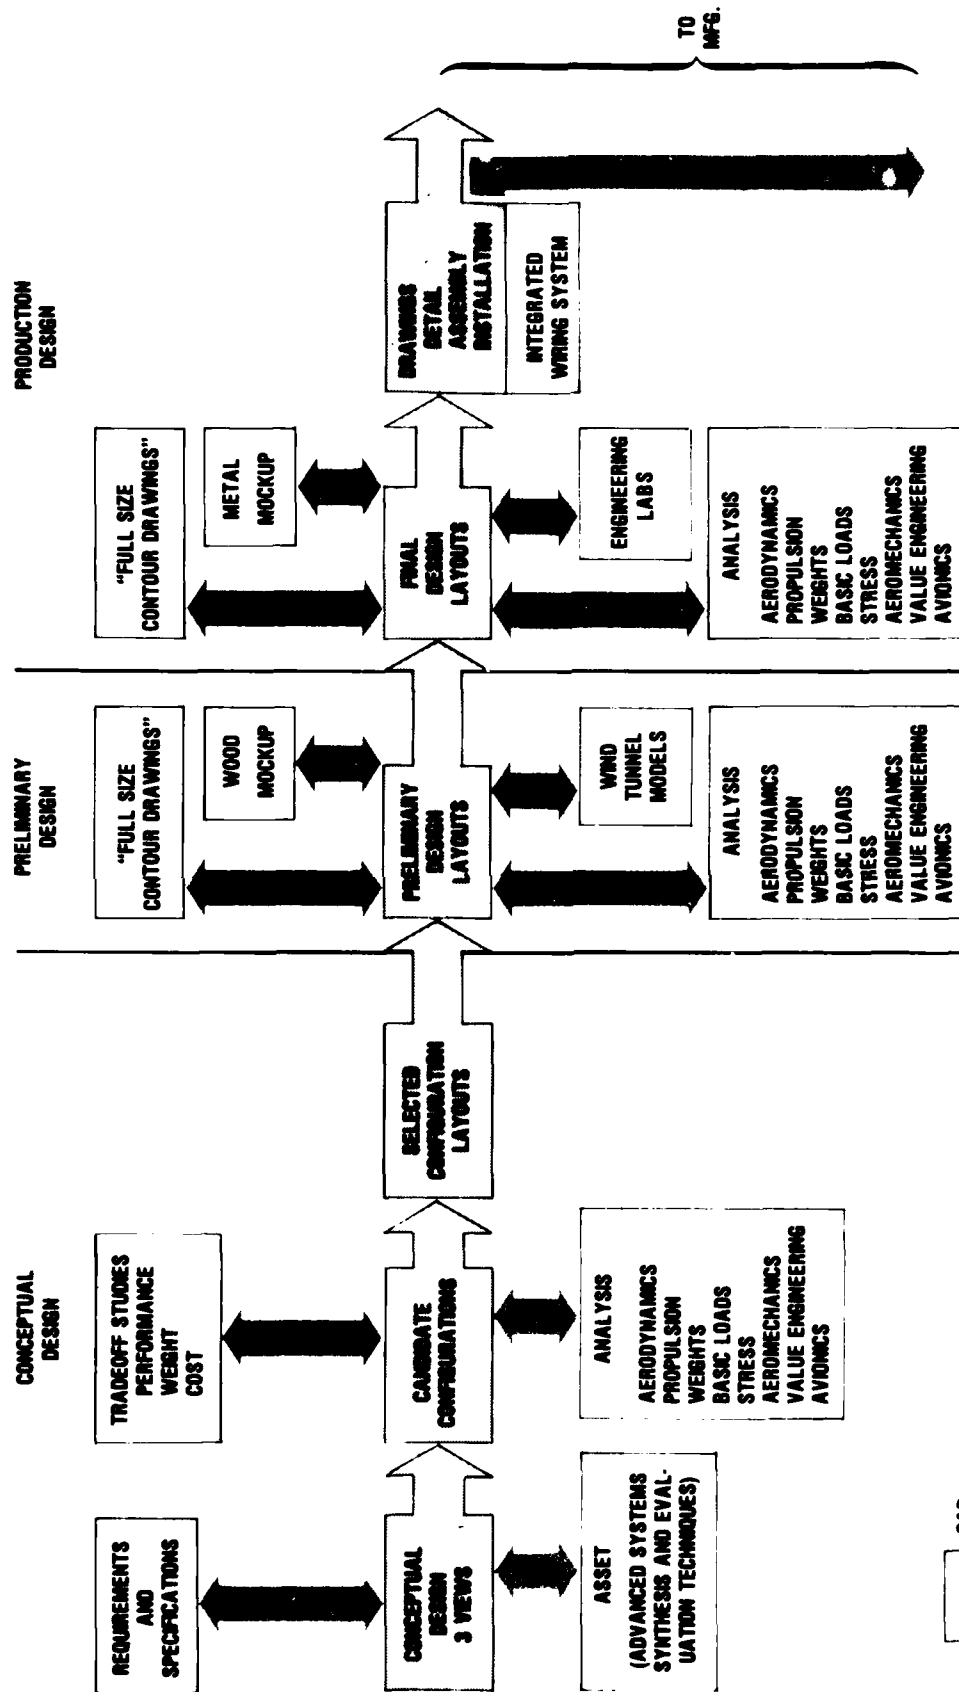 CONCEPTUAL
DESIGN
PRELIMINARY
DESIGN
PRODUCTION
DESIGN
REQUIREMENTS
AND
SPECIFICATIONS
TRADEOFF STUDIES
PERFORMANCE
WEIGHT
COST
"FULL SIZE
CONTOUR DRAWINGS"
WOOD
MOCKUP
"FULL SIZE
CONTOUR DRAWINGS"
METAL
MOCKUP
CONCEPTUAL
DESIGN
3 VIEWS
CANDIDATE
CONFIGURATIONS
SELECTED
CONFIGURATION
LAYOUTS
PRELIMINARY
DESIGN
LAYOUTS
FINAL
DESIGN
LAYOUTS
DRAWINGS
DETAIL
ASSEMBLY
INSTALLATION
INTEGRATED
WIRING SYSTEM
TO
MFG.
ASSET
(ADVANCED SYSTEMS
SYNTHESIS AND EVAL-
UATION TECHNIQUES)
ANALYSIS
AERODYNAMICS
PROPULSION
WEIGHTS
BASIC LOADS
STRESS
AEROMECHANICS
VALUE ENGINEERING
AVIONICS
WIND
TUNNEL
MODELS
ANALYSIS
AERODYNAMICS
PROPULSION
WEIGHTS
BASIC LOADS
STRESS
AEROMECHANICS
VALUE ENGINEERING
AVIONICS
ENGINEERING
LABS
ANALYSIS
AERODYNAMICS
PROPULSION
WEIGHTS
BASIC LOADS
STRESS
AEROMECHANICS
VALUE ENGINEERING
AVIONICS